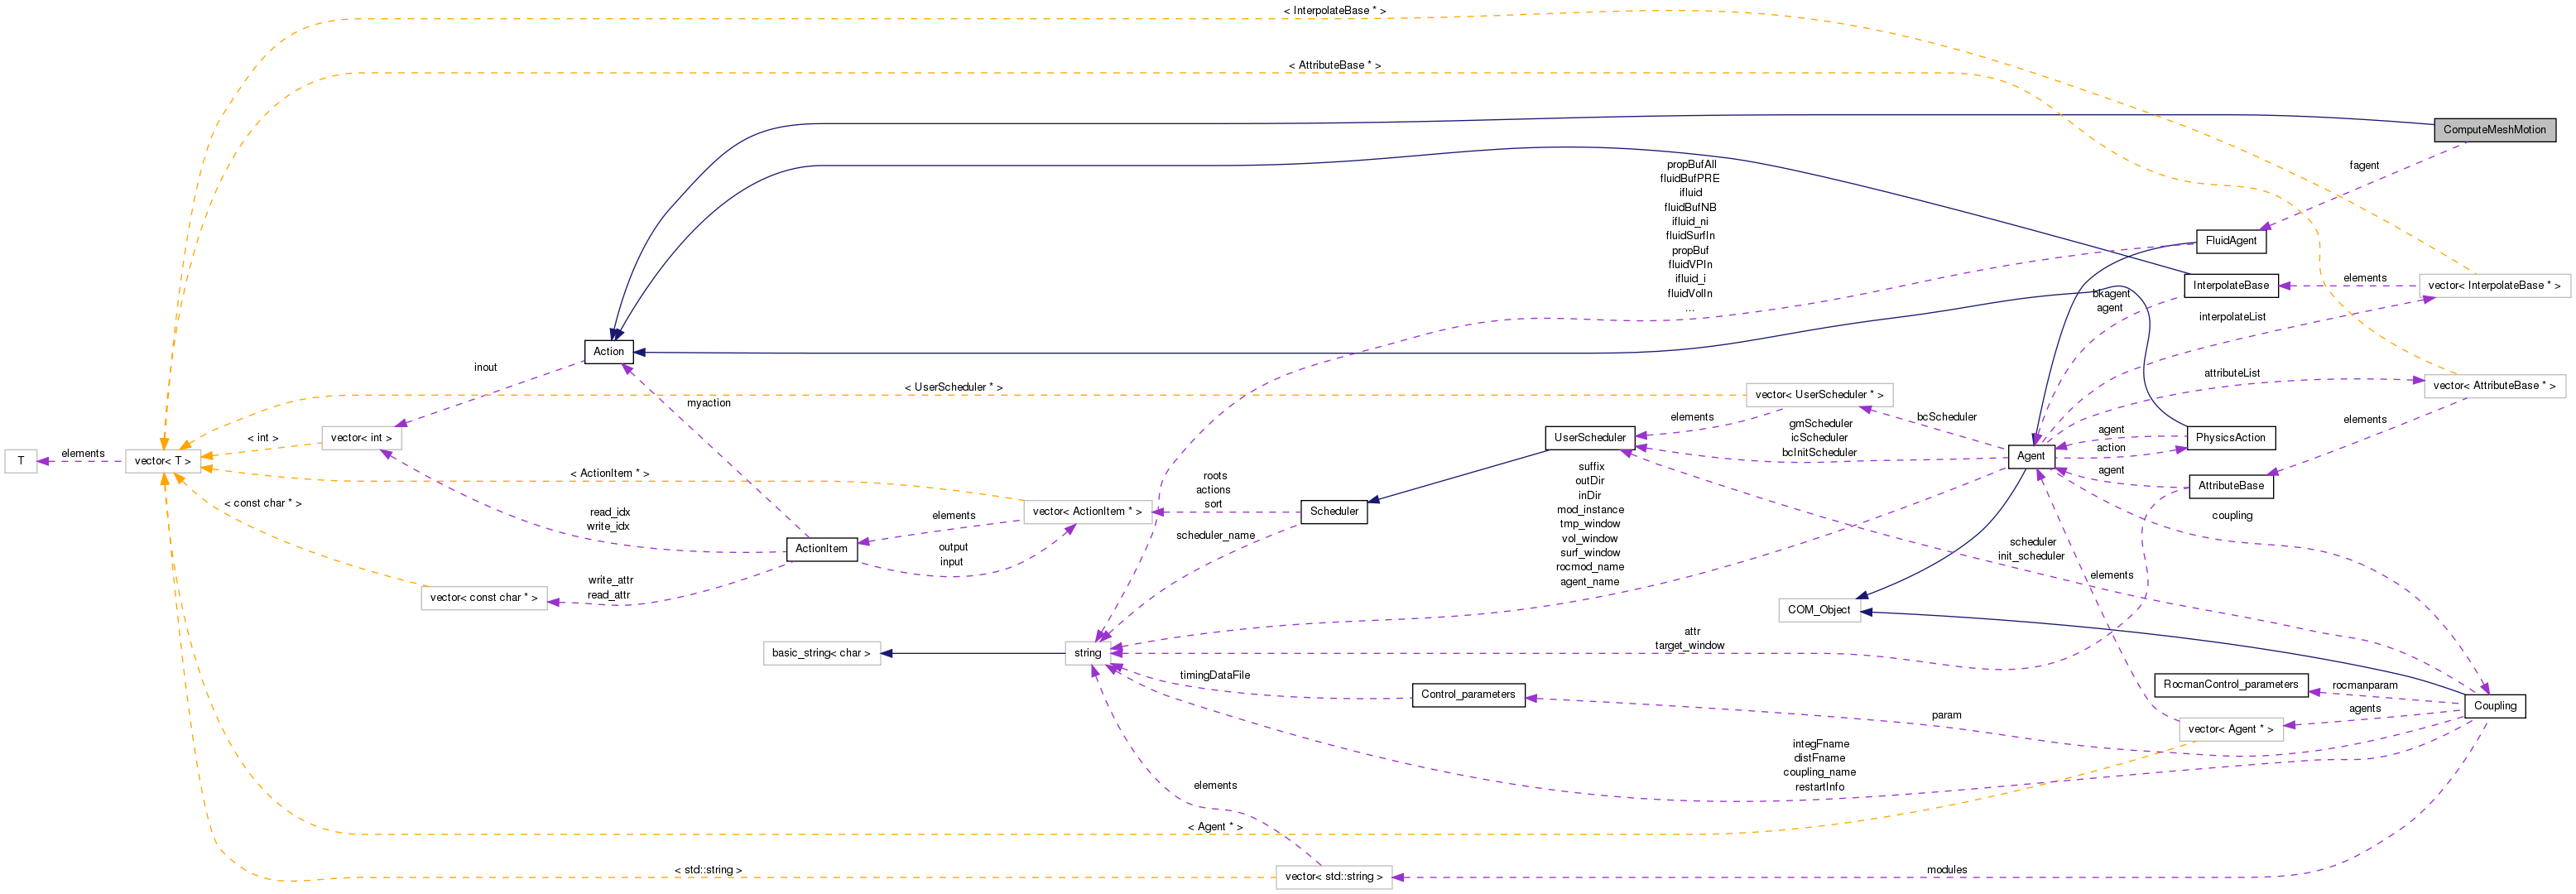 < InterpolateBase * >
< AttributeBase * >
ComputeMeshMotion
fagent
propBufAll
fluidBufPRE
ifluid
fluidBufNB
ifluid_ni
fluidSurfIn
propBuf
fluidVPIn
ifluid_i
fluidVolIn
...
FluidAgent
InterpolateBase
elements
vector< InterpolateBase * >
bkagent
agent
interpolateList
Action
inout
myaction
< UserScheduler * >
vector< UserScheduler * >
attributeList
vector< AttributeBase * >
elements
bcScheduler
elements
gmScheduler
icScheduler
bcInitScheduler
UserScheduler
agent
action
PhysicsAction
Agent
agent
AttributeBase
< int >
vector< int >
T
elements
vector< T >
< ActionItem * >
< const char * >
read_idx
write_idx
ActionItem
elements
output
input
vector< ActionItem * >
roots
actions
sort
Scheduler
scheduler_name
suffix
outDir
inDir
mod_instance
tmp_window
vol_window
surf_window
rocmod_name
agent_name
coupling
scheduler
init_scheduler
elements
write_attr
read_attr
vector< const char * >
COM_Object
basic_string< char >
string
attr
target_window
timingDataFile
Control_parameters
RocmanControl_parameters
rocmanparam
agents
Coupling
vector< Agent * >
param
integFname
distFname
coupling_name
restartInfo
elements
< Agent * >
< std::string >
vector< std::string >
modules